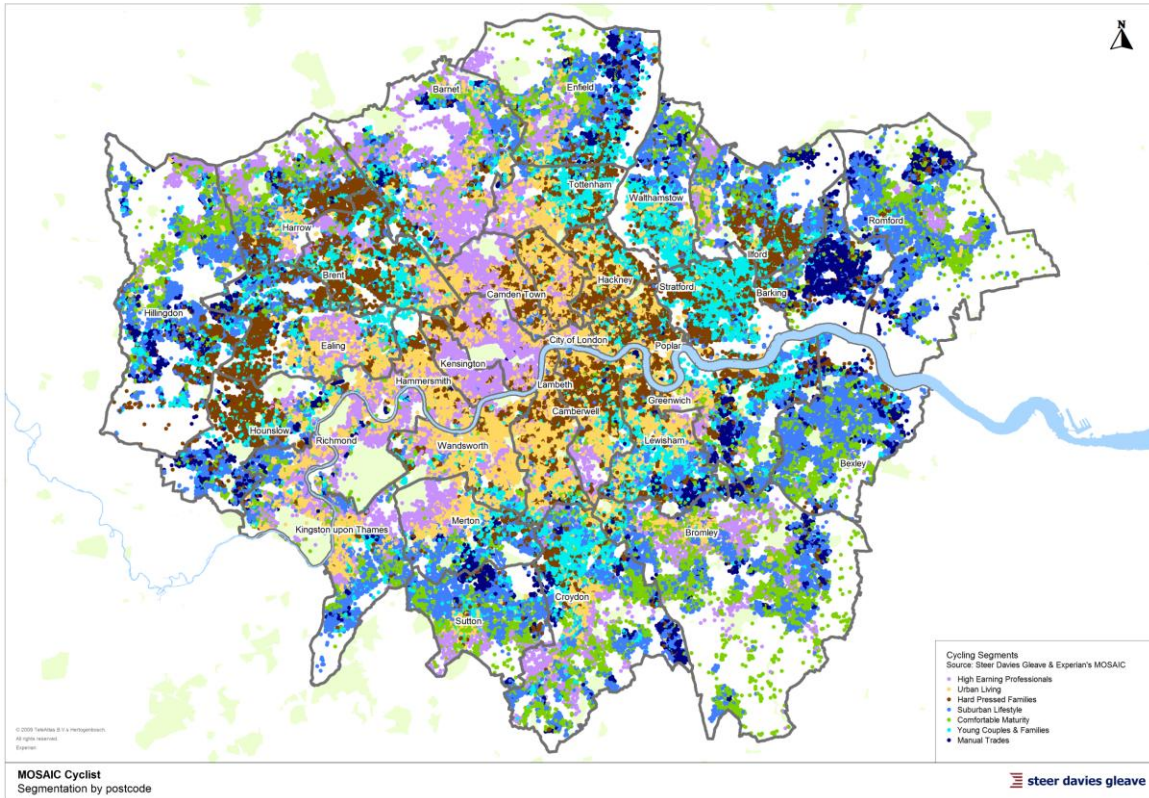 N
Enfield
Barnet
Tottenham
Walthamstow
Romford
Harrow
Ilford
Brent
Hackney
Stratford
Barking
Camden Town
Hillingdon
City of London
Poplar
Ealing
Kensington
Hammersmith
Lambeth
Greenwich
Camberwell
Hounslow
Richmond
Wandsworth
Lewisham
Bexley
Merton
Kingston upon Thames
Bromley
Croydon
Sutton
Cycling Segments
Source: Steer Davies Gleave & Experian's MOSAIC
High Earning Professionals
Urban Living
Hard Pressed Families
Suburban Lifestyle
Comfortable Maturity
Young Couples & Families
Manual Trades
All rights reserved.
Experian
MOSAIC Cyclist
Segmentation by postcode
steer davies gleave